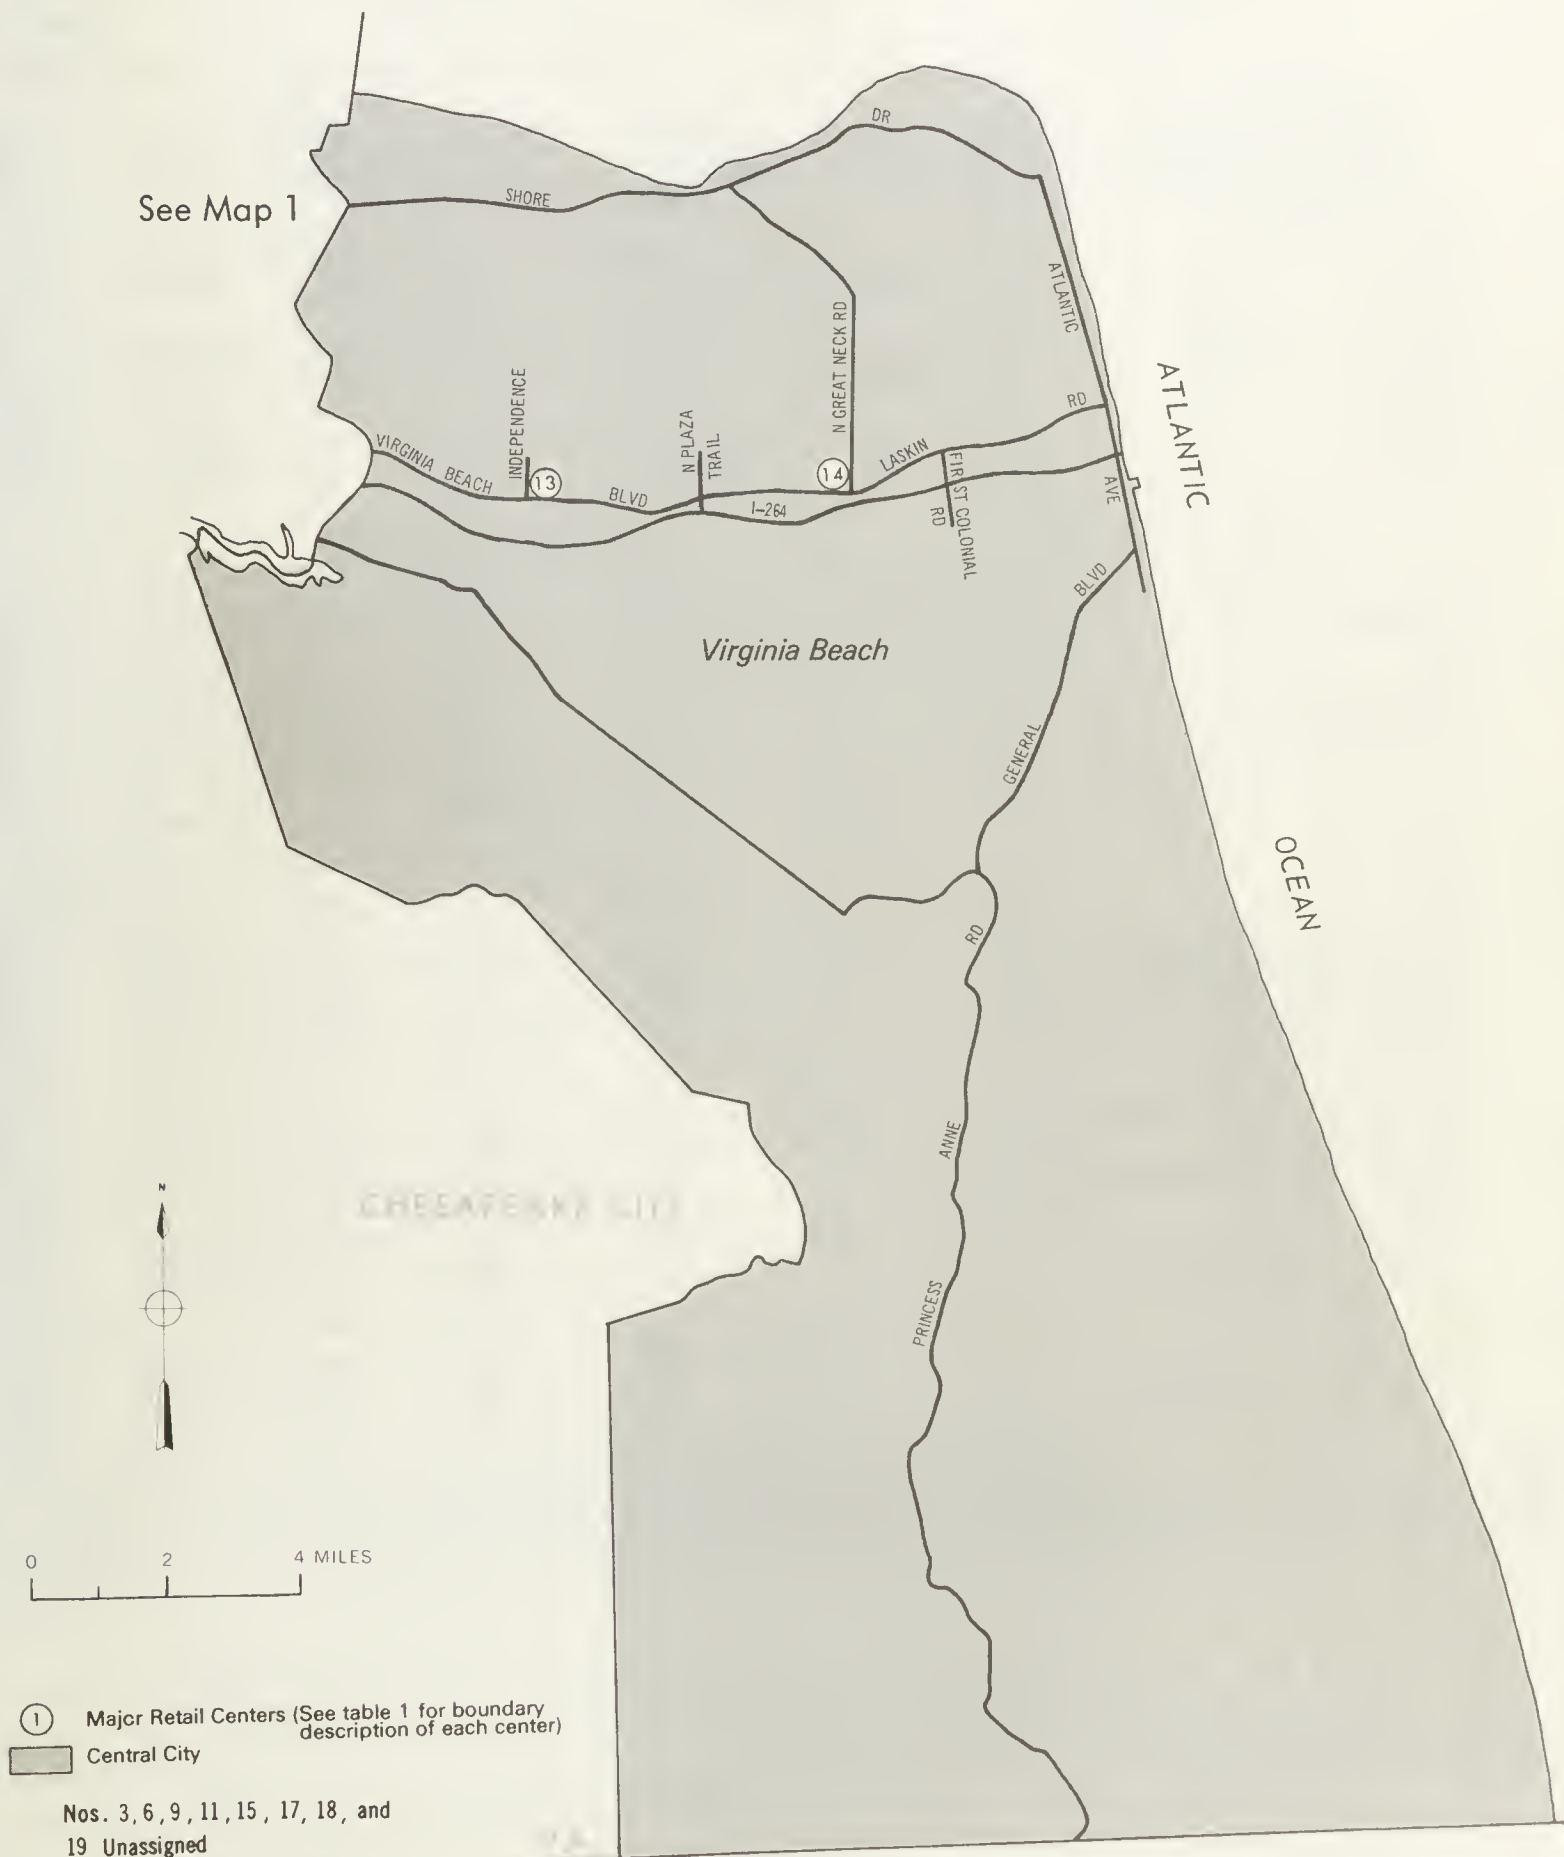 See Map 1
SHORE
DR
ATLANTIC
AVE
ATLANTIC
OCEAN
N GREAT NECK RD
INDEPENDENCE
N PLAZA
TRAIL
VIRGINIA BEACH BLVD
13
14
LASKIN RD
I-264
FIRST COLONIAL
RD
Virginia Beach
GENERAL
BLVD
RD
ANNE
PRINCESS
CHESAPEAKE CITY
N
0 2 4 MILES
1 Major Retail Centers (See table 1 for boundary
description of each center)
Central City
Nos. 3, 6, 9, 11, 15, 17, 18, and
19 Unassigned